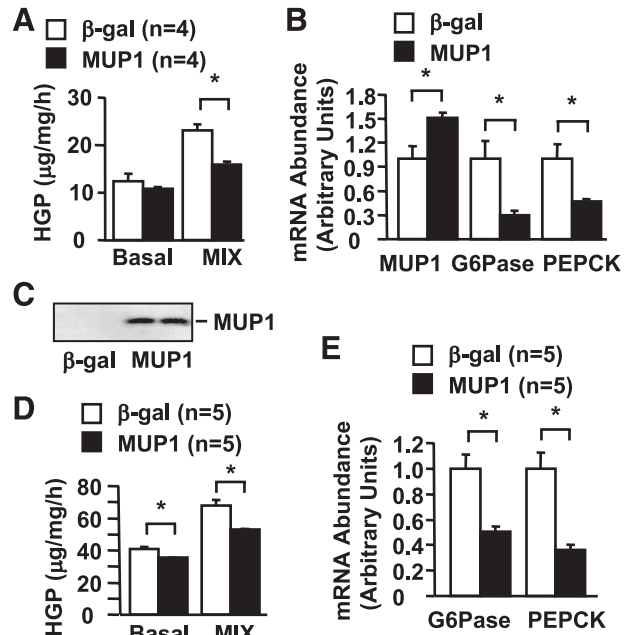 A
β-gal (n=4)
MUP1 (n=4)
HGP (μg/mg/h)
30
20
10
0
*
Basal MIX
B
β-gal
MUP1
mRNA Abundance
(Arbitrary Units)
1.8
1.5
1.2
0.9
0.6
0.3
0
* * *
MUP1 G6Pase PEPCK
C
MUP1
β-gal MUP1
D
β-gal (n=5)
MUP1 (n=5)
HGP (μg/mg/h)
80
60
40
20
0
* *
Basal MIX
E
β-gal (n=5)
MUP1 (n=5)
mRNA Abundance
(Arbitrary Units)
1.2
1.0
0.8
0.6
0.4
0.2
0
* *
G6Pase PEPCK